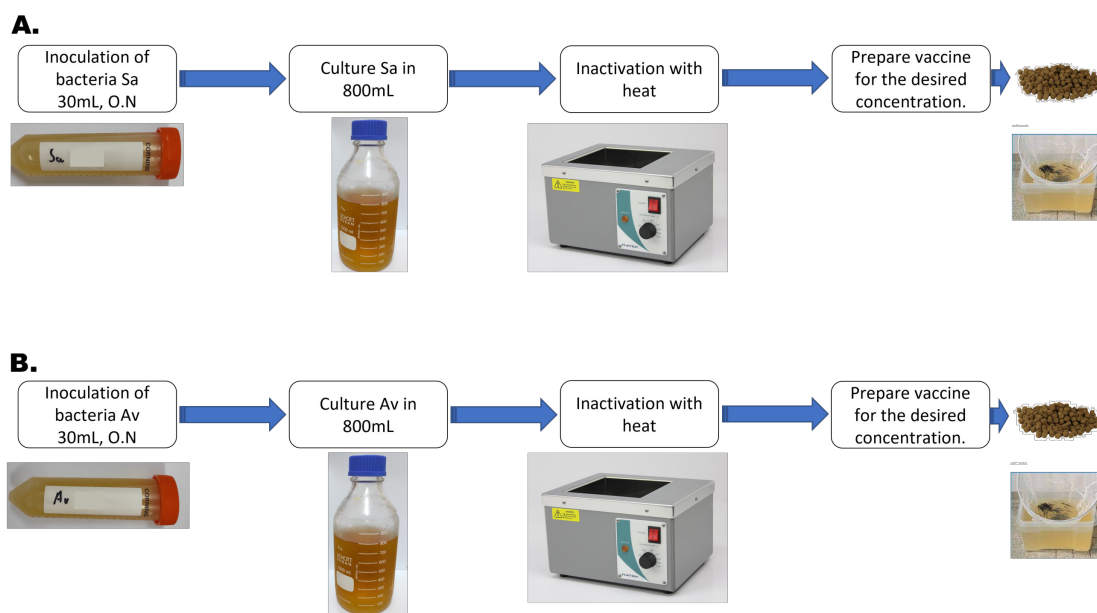 A.
Inoculation of
bacteria Sa
30mL, O.N
Culture Sa in
800mL
Inactivation with
heat
Prepare vaccine
for the desired
concentration.
Sa
CORNING
B.
Inoculation of
bacteria Av
30mL, O.N
Culture Av in
800mL
Inactivation with
heat
Prepare vaccine
for the desired
concentration.
Av
CORNING